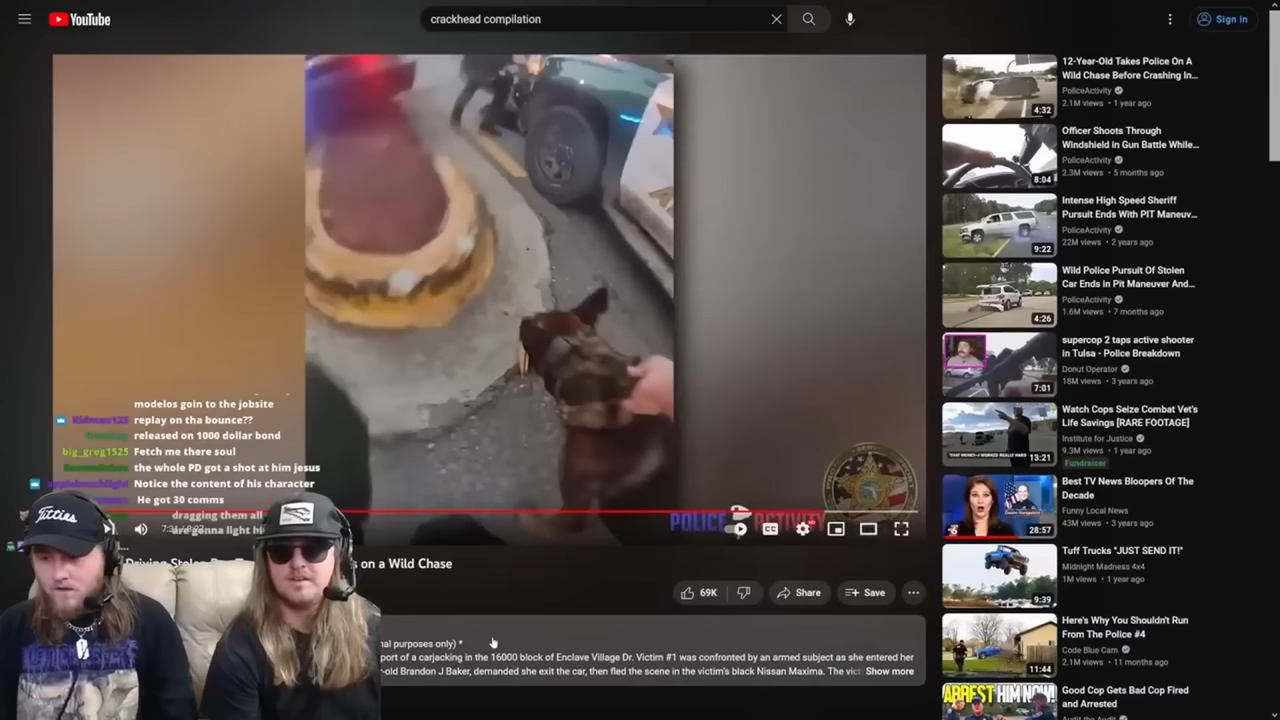 YouTube
crackhead compilation
Sign in
modelos goin to the jobsite
replay on tha bounce??
released on 1000 dollar bond
big_greg1525 Fetch me there soul
the whole PD got a shot at him jesus
Notice the content of his character
He got 30 comms
dragging them all
are gonna light hi
Titties
POLICE ACTIVITY
CC
on a Wild Chase
69K
Share
Save
nal purposes only) *
port of a carjacking in the 16000 block of Enclave Village Dr. Victim #1 was confronted by an armed subject as she entered her
-old Brandon J Baker, demanded she exit the car, then fled the scene in the victim's black Nissan Maxima. The vict Show more
12-Year-Old Takes Police On A
Wild Chase Before Crashing In...
PoliceActivity
2.1M views • 1 year ago
4:32
Officer Shoots Through
Windshield in Gun Battle While...
PoliceActivity
2.3M views • 5 months ago
8:04
Intense High Speed Sheriff
Pursuit Ends With PIT Maneuv...
PoliceActivity
22M views • 2 years ago
9:22
Wild Police Pursuit Of Stolen
Car Ends in Pit Maneuver And...
PoliceActivity
1.6M views • 7 months ago
4:26
supercop 2 taps active shooter
in Tulsa - Police Breakdown
Donut Operator
18M views • 3 years ago
7:01
Watch Cops Seize Combat Vet's
Life Savings [RARE FOOTAGE]
Institute for Justice
9.3M views • 1 year ago
Fundraiser
13:21
Best TV News Bloopers Of The
Decade
Funny Local News
43M views • 3 years ago
28:57
Tuff Trucks "JUST SEND IT!"
Midnight Madness 4x4
1M views • 1 year ago
9:39
Here's Why You Shouldn't Run
From The Police #4
Code Blue Cam
2.1M views • 11 months ago
11:44
Good Cop Gets Bad Cop Fired
and Arrested
Audit the Audit
ARREST HIM NOW!